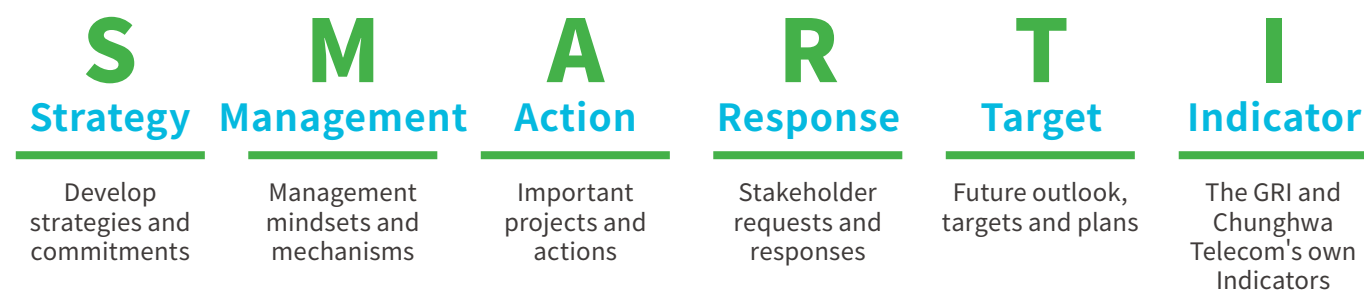 S
Strategy
Develop
strategies and
commitments
M
Management
Management
mindsets and
mechanisms
A
Action
Important
projects and
actions
R
Response
Stakeholder
requests and
responses
T
Target
Future outlook,
targets and plans
I
Indicator
The GRI and
Chunghwa
Telecom's own
Indicators